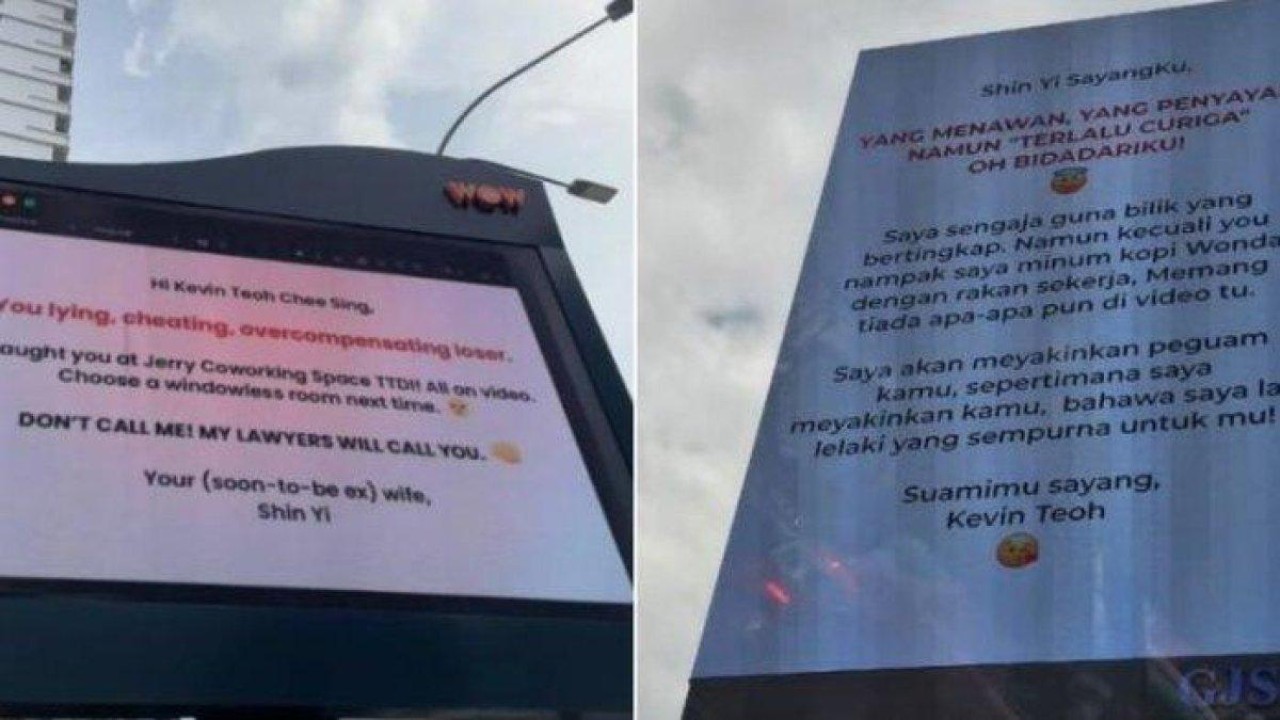 WOW
Hi Kevin Teoh Chee Sing,
You lying, cheating, overcompensating loser.
aught you at Jerry Coworking Space TTDI! All on video.
Choose a windowless room next time.
DON'T CALL ME! MY LAWYERS WILL CALL YOU.
Your (soon-to-be ex) wife,
Shin Yi
Shin Yi SayangKu,
YANG MENAWAN, YANG PENYAYA
NAMUN "TERLALU CURIGA"
OH BIDADARIKU!
Saya sengaja guna bilik yang
bertingkap. Namun kecuali you
nampak saya minum kopi Wonda
dengan rakan sekerja, Memang
tiada apa-apa pun di video tu.
Saya akan meyakinkan peguam
kamu, sepertimana saya
meyakinkan kamu, bahawa saya la
lelaki yang sempurna untuk mu!
Suamimu sayang,
Kevin Teoh
GJS